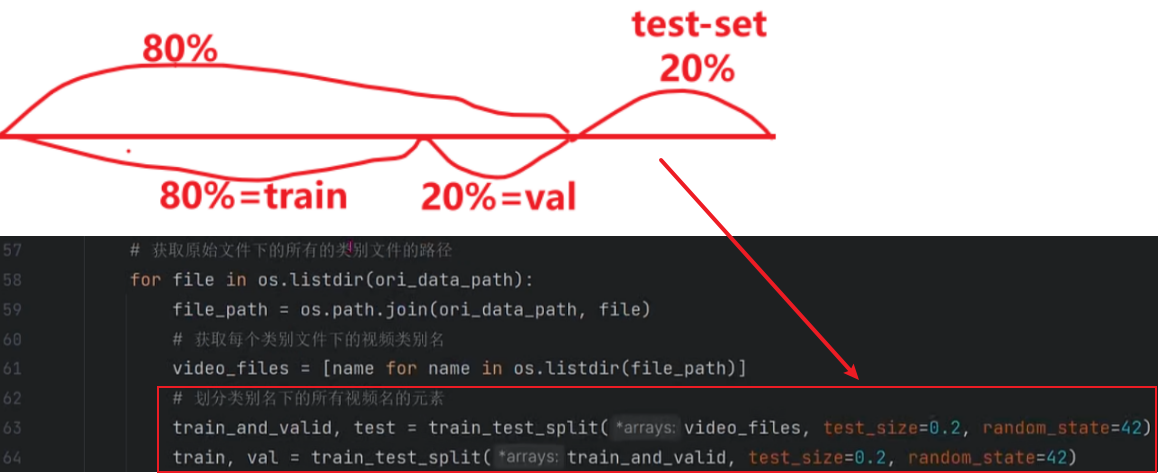 test-set
80%
20%
80%=train
20%=val
57 # 获取原始文件下的所有的类别文件的路径
58 for file in os.listdir(ori_data_path):
59 file_path = os.path.join(ori_data_path, file)
60 # 获取每个类别文件下的视频类别名
61 video_files = [name for name in os.listdir(file_path)]
62 # 划分类别名下的所有视频名的元素
63 train_and_valid, test = train_test_split( *arrays: video_files, test_size=0.2, random_state=42)
64 train, val = train_test_split( *arrays: train_and_valid, test_size=0.2, random_state=42)